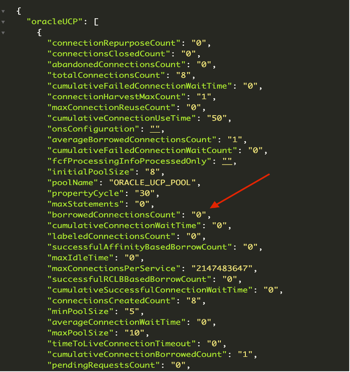 {
"oracleUCP": [
{
"connectionRepurposeCount": "0",
"connectionsClosedCount": "0",
"abandonedConnectionsCount": "0",
"totalConnectionsCount": "8",
"cumulativeFailedConnectionWaitTime": "0",
"connectionHarvestMaxCount": "1",
"maxConnectionReuseCount": "0",
"cumulativeConnectionUseTime": "50",
"onsConfiguration": "",
"averageBorrowedConnectionsCount": "1",
"cumulativeFailedConnectionWaitCount": "0",
"fcfProcessingInfoProcessedOnly": "",
"initialPoolSize": "8",
"poolName": "ORACLE_UCP_POOL",
"propertyCycle": "30",
"maxStatements": "0",
"borrowedConnectionsCount": "0",
"cumulativeConnectionWaitTime": "0",
"labeledConnectionsCount": "0",
"successfulAffinityBasedBorrowCount": "0",
"maxIdleTime": "0",
"maxConnectionsPerService": "2147483647",
"successfulRCLBBasedBorrowCount": "0",
"cumulativeSuccessfulConnectionWaitTime": "0",
"connectionsCreatedCount": "8",
"minPoolSize": "5",
"averageConnectionWaitTime": "0",
"maxPoolSize": "10",
"timeToLiveConnectionTimeout": "0",
"cumulativeConnectionBorrowedCount": "1",
"pendingRequestsCount": "0",